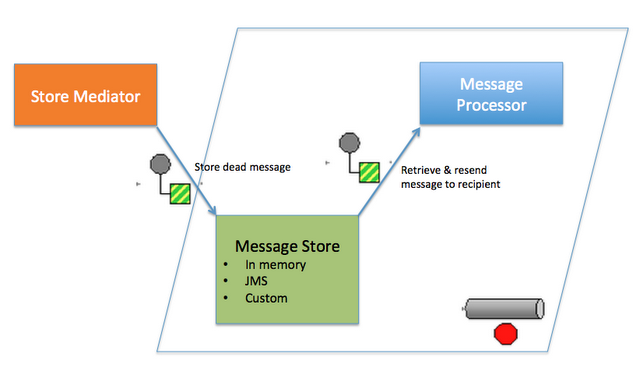 Store Mediator
Message
Processor
Store dead message
Retrieve & resend
message to recipient
Message Store
• In memory
• JMS
• Custom